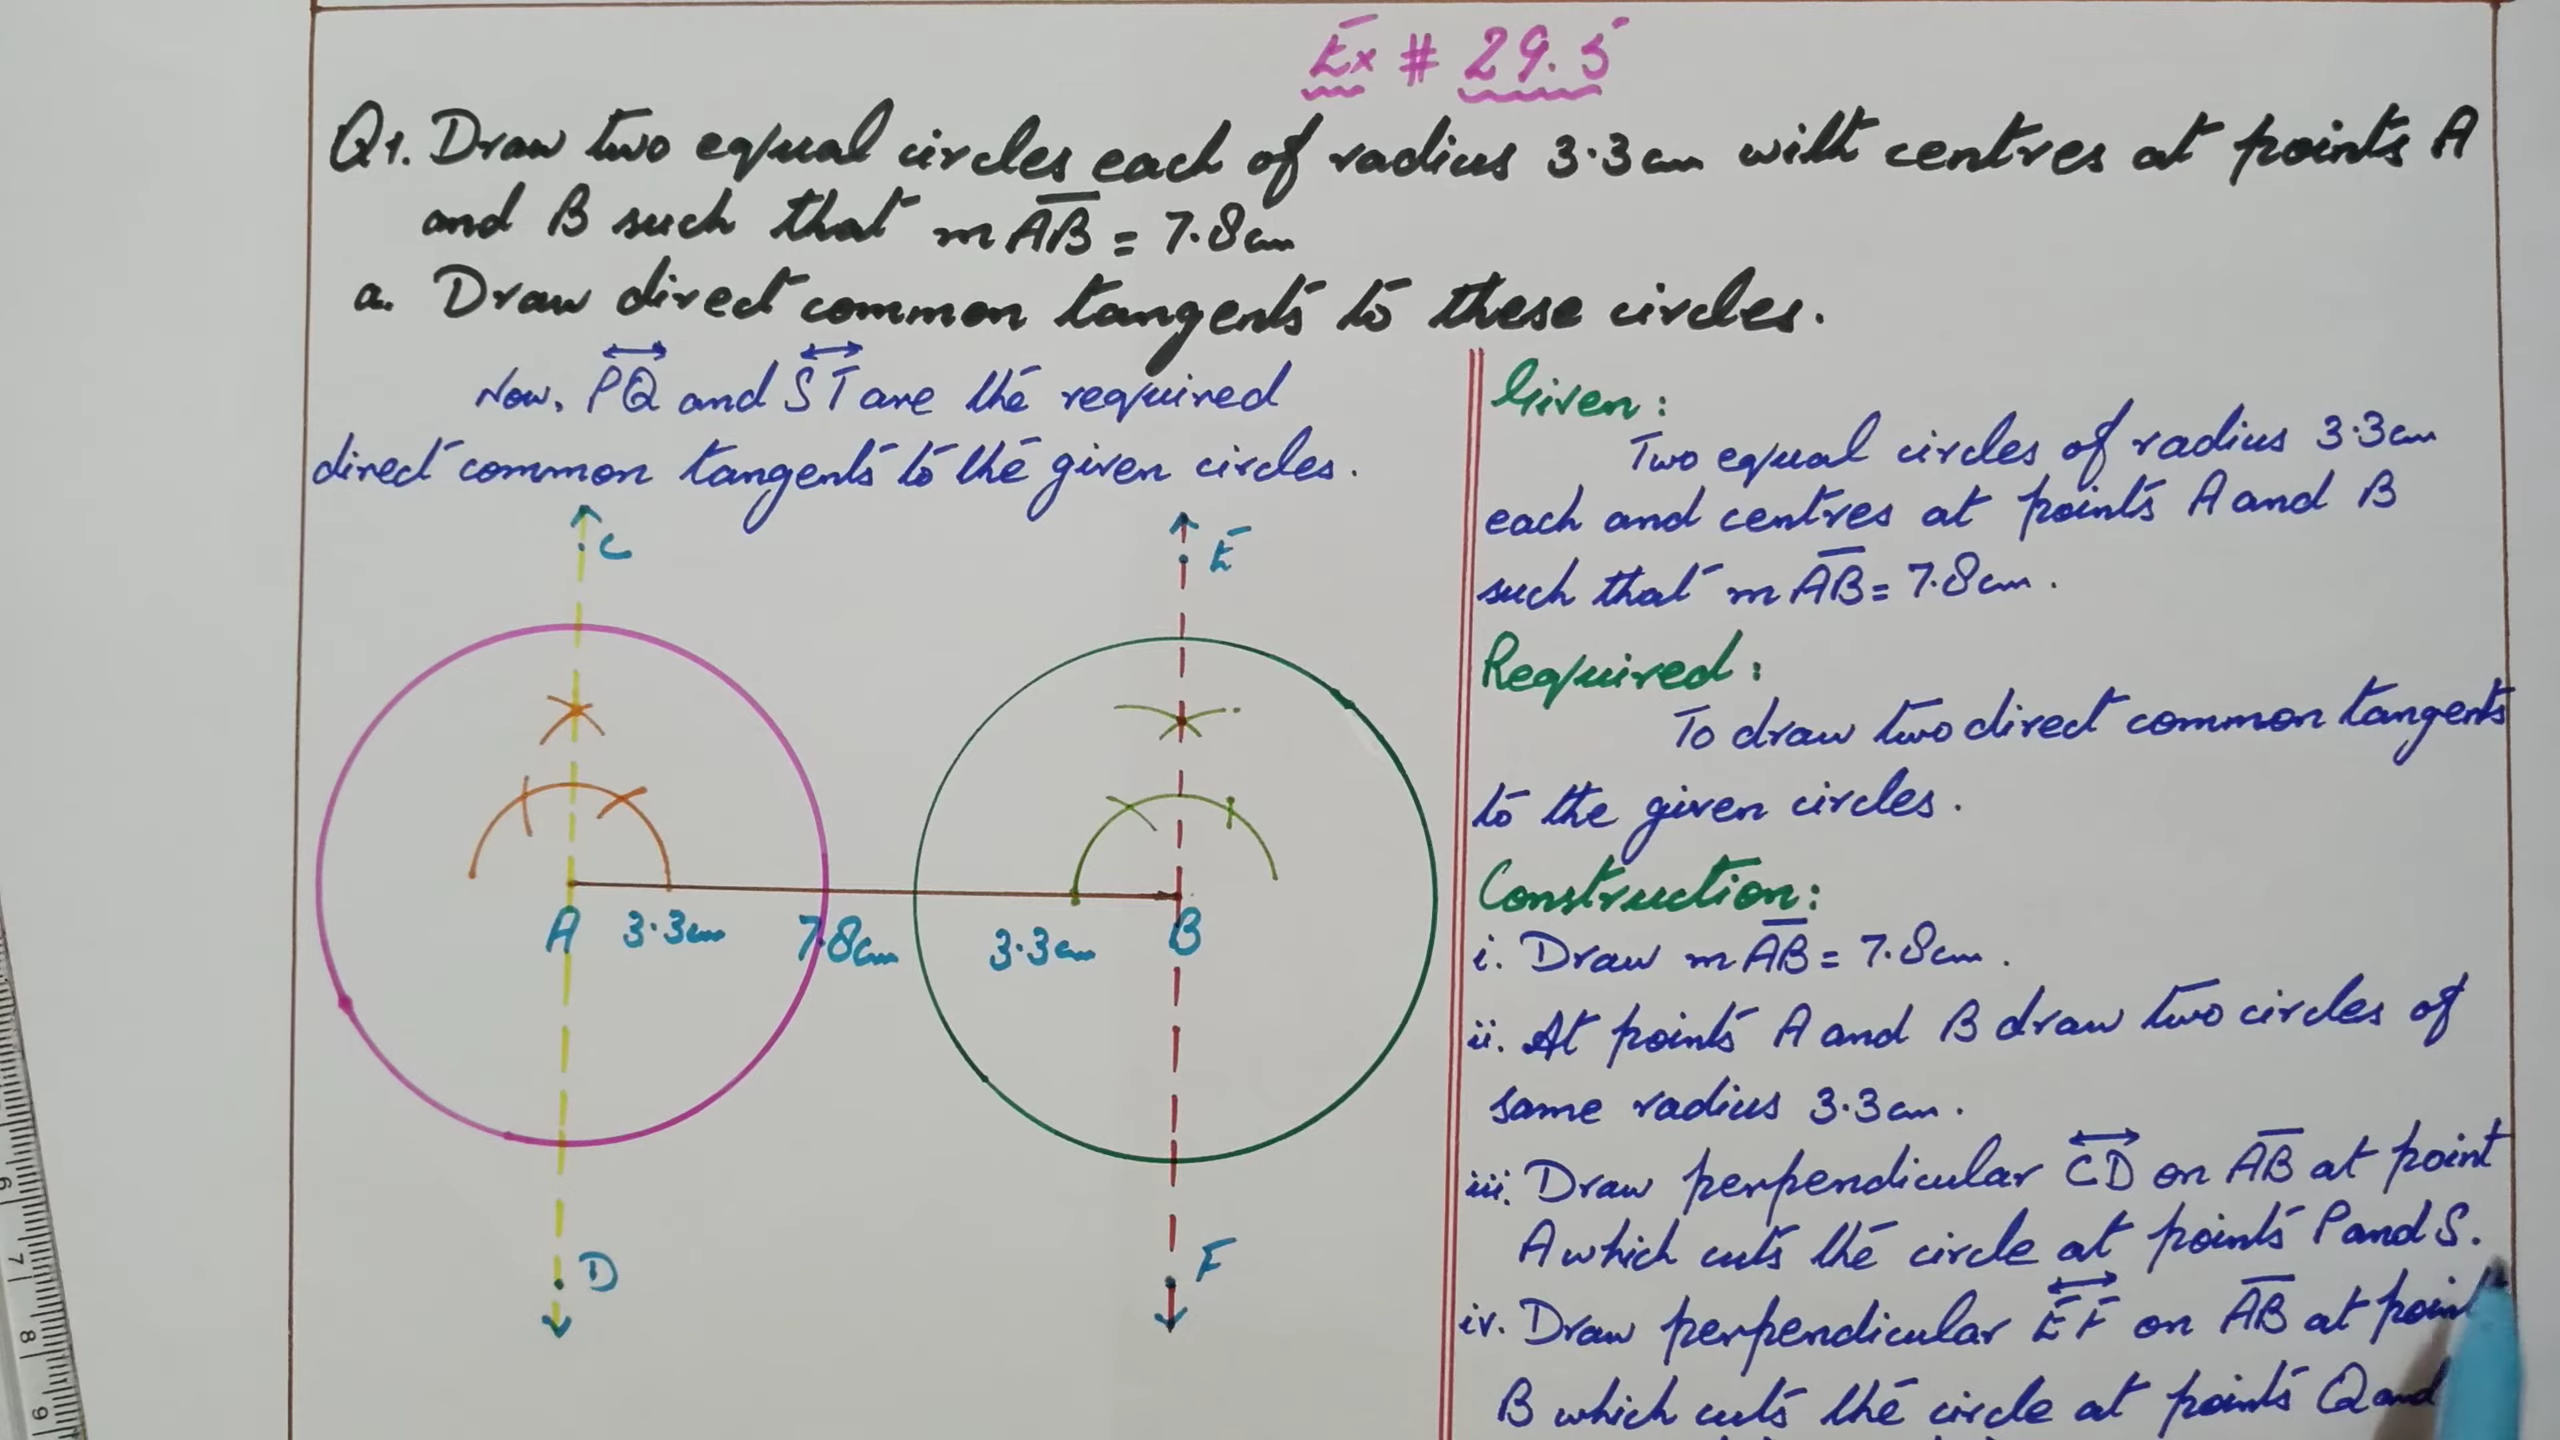 Ex # 29.5
Q1. Draw two equal circles each of radius 3.3cm with centres at points A
and B such that mAB = 7.8cm
a. Draw direct common tangents to these circles.
Now, PQ and ST are the required
direct common tangents to the given circles.
C
E
A 3.3cm 7.8cm 3.3cm B
D
F
Given:
Two equal circles of radius 3.3cm
each and centres at points A and B
such that mAB = 7.8cm.
Required:
To draw two direct common tangents
to the given circles.
Construction:
i. Draw mAB = 7.8cm.
ii. At points A and B draw two circles of
same radius 3.3cm.
iii. Draw perpendicular CD on AB at point
A which cuts the circle at points P and S.
iv. Draw perpendicular EF on AB at point
B which cuts the circle at points Q and
6
7
8
9